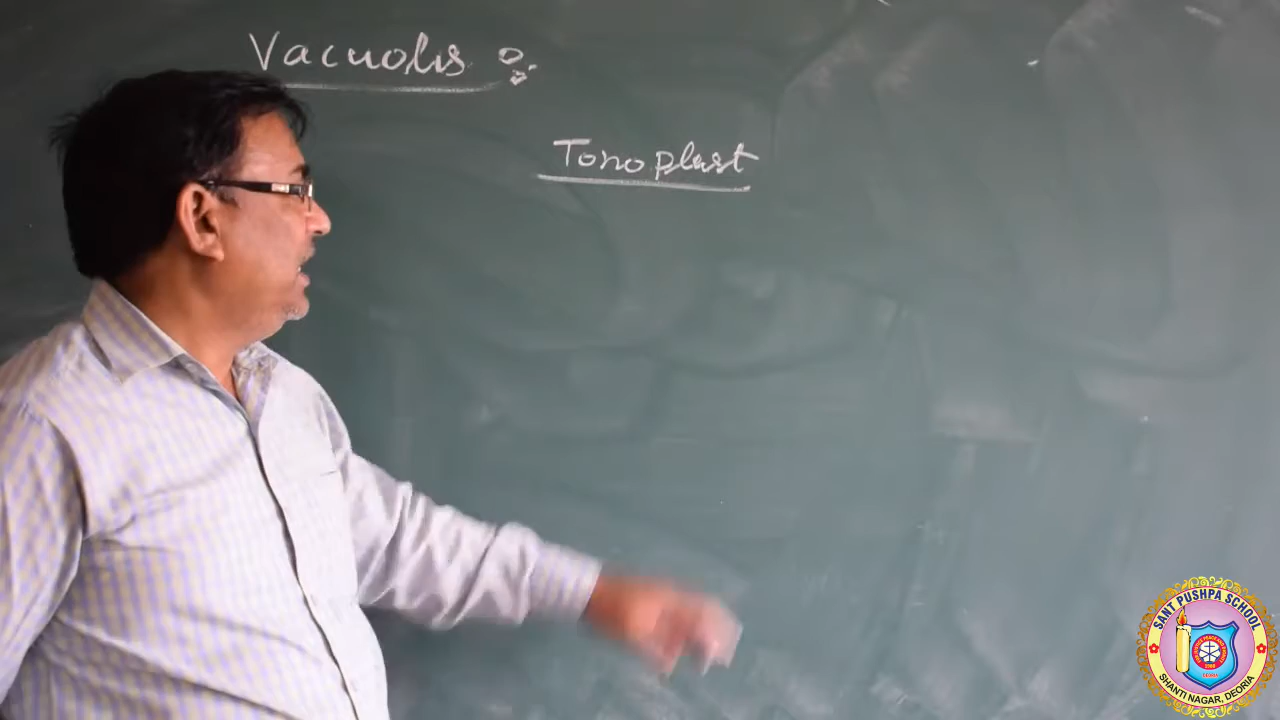 Vacuoles :-
Tonoplast
SANT PUSHPA SCHOOL
SHANTI NAGAR, DEORIA